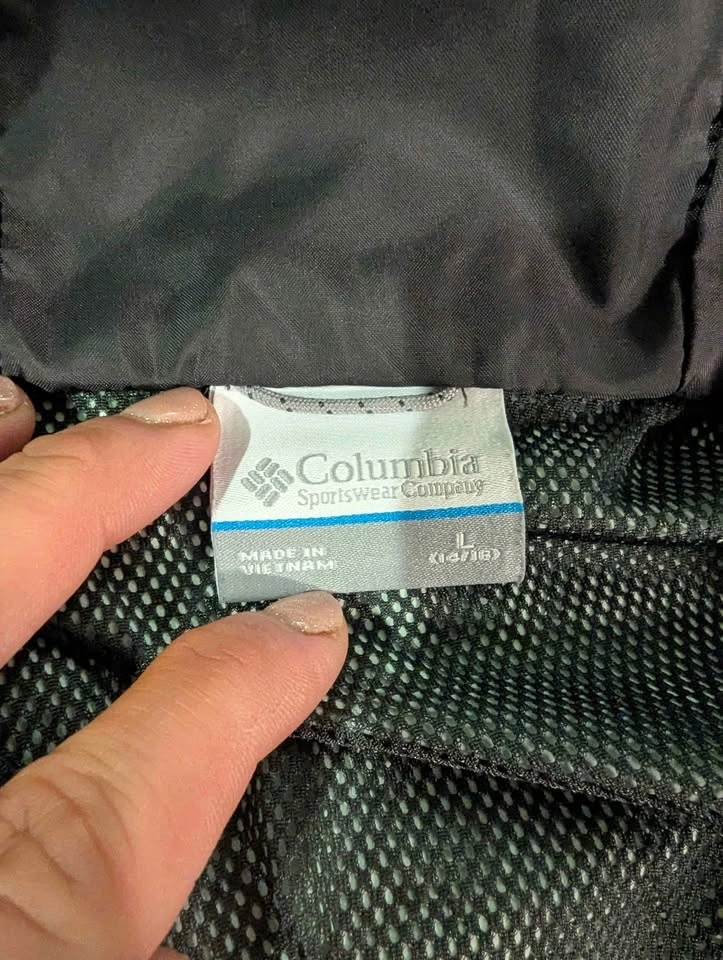 Columbia
Sportswear Company
MADE IN
VIETNAM
L
(14/16)